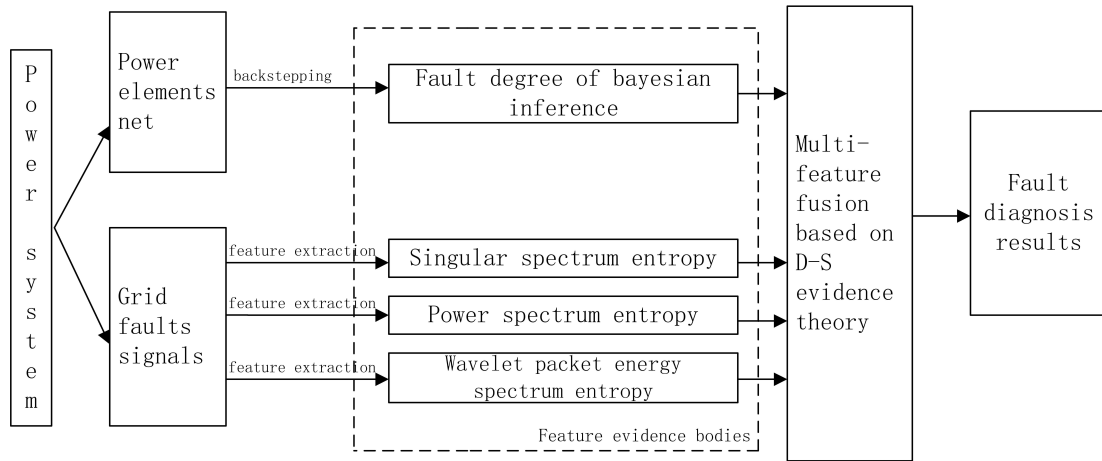 Power system
Power
elements
net
backstepping
Fault degree of bayesian
inference
Grid
faults
signals
feature extraction
Singular spectrum entropy
feature extraction
Power spectrum entropy
feature extraction
Wavelet packet energy
spectrum entropy
Feature evidence bodies
Multi-
feature
fusion
based on
D-S
evidence
theory
Fault
diagnosis
results